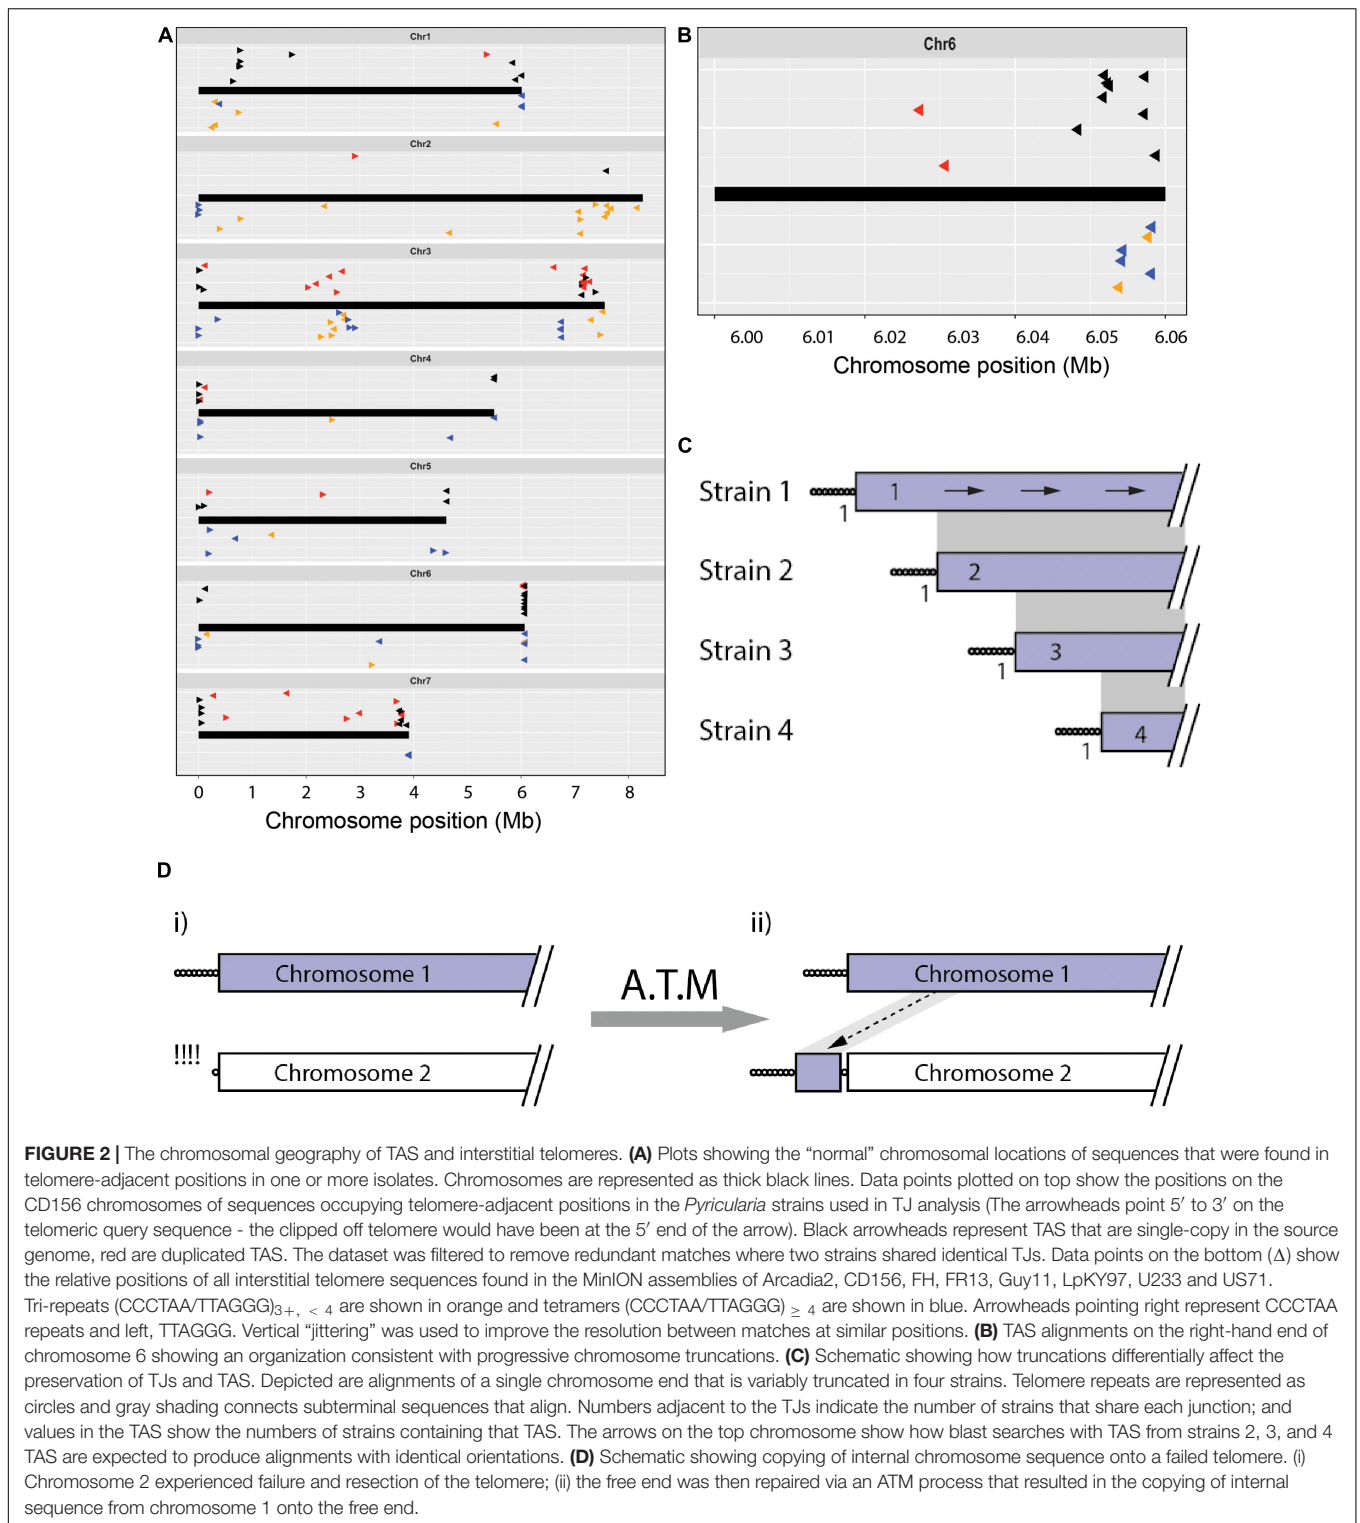 A
Chr1
Chr2
Chr3
Chr4
Chr5
Chr6
Chr7
0 1 2 3 4 5 6 7 8
Chromosome position (Mb)
B
Chr6
6.00 6.01 6.02 6.03 6.04 6.05 6.06
Chromosome position (Mb)
C
Strain 1 1
1
Strain 2 2
1
Strain 3 3
1
Strain 4 4
1
D
i)
Chromosome 1
!!!!
Chromosome 2
A.T.M
ii)
Chromosome 1
Chromosome 2
FIGURE 2 | The chromosomal geography of TAS and interstitial telomeres. (A) Plots showing the “normal” chromosomal locations of sequences that were found in
telomere-adjacent positions in one or more isolates. Chromosomes are represented as thick black lines. Data points plotted on top show the positions on the
CD156 chromosomes of sequences occupying telomere-adjacent positions in the Pyricularia strains used in TJ analysis (The arrowheads point 5′ to 3′ on the
telomeric query sequence - the clipped off telomere would have been at the 5′ end of the arrow). Black arrowheads represent TAS that are single-copy in the source
genome, red are duplicated TAS. The dataset was filtered to remove redundant matches where two strains shared identical TJs. Data points on the bottom (Δ) show
the relative positions of all interstitial telomere sequences found in the MinION assemblies of Arcadia2, CD156, FH, FR13, Guy11, LpKY97, U233 and US71.
Tri-repeats (CCCTAA/TTAGGG)3+, < 4 are shown in orange and tetramers (CCCTAA/TTAGGG) ≥ 4 are shown in blue. Arrowheads pointing right represent CCCTAA
repeats and left, TTAGGG. Vertical “jittering” was used to improve the resolution between matches at similar positions. (B) TAS alignments on the right-hand end of
chromosome 6 showing an organization consistent with progressive chromosome truncations. (C) Schematic showing how truncations differentially affect the
preservation of TJs and TAS. Depicted are alignments of a single chromosome end that is variably truncated in four strains. Telomere repeats are represented as
circles and gray shading connects subterminal sequences that align. Numbers adjacent to the TJs indicate the number of strains that share each junction; and
values in the TAS show the numbers of strains containing that TAS. The arrows on the top chromosome show how blast searches with TAS from strains 2, 3, and 4
TAS are expected to produce alignments with identical orientations. (D) Schematic showing copying of internal chromosome sequence onto a failed telomere. (i)
Chromosome 2 experienced failure and resection of the telomere; (ii) the free end was then repaired via an ATM process that resulted in the copying of internal
sequence from chromosome 1 onto the free end.